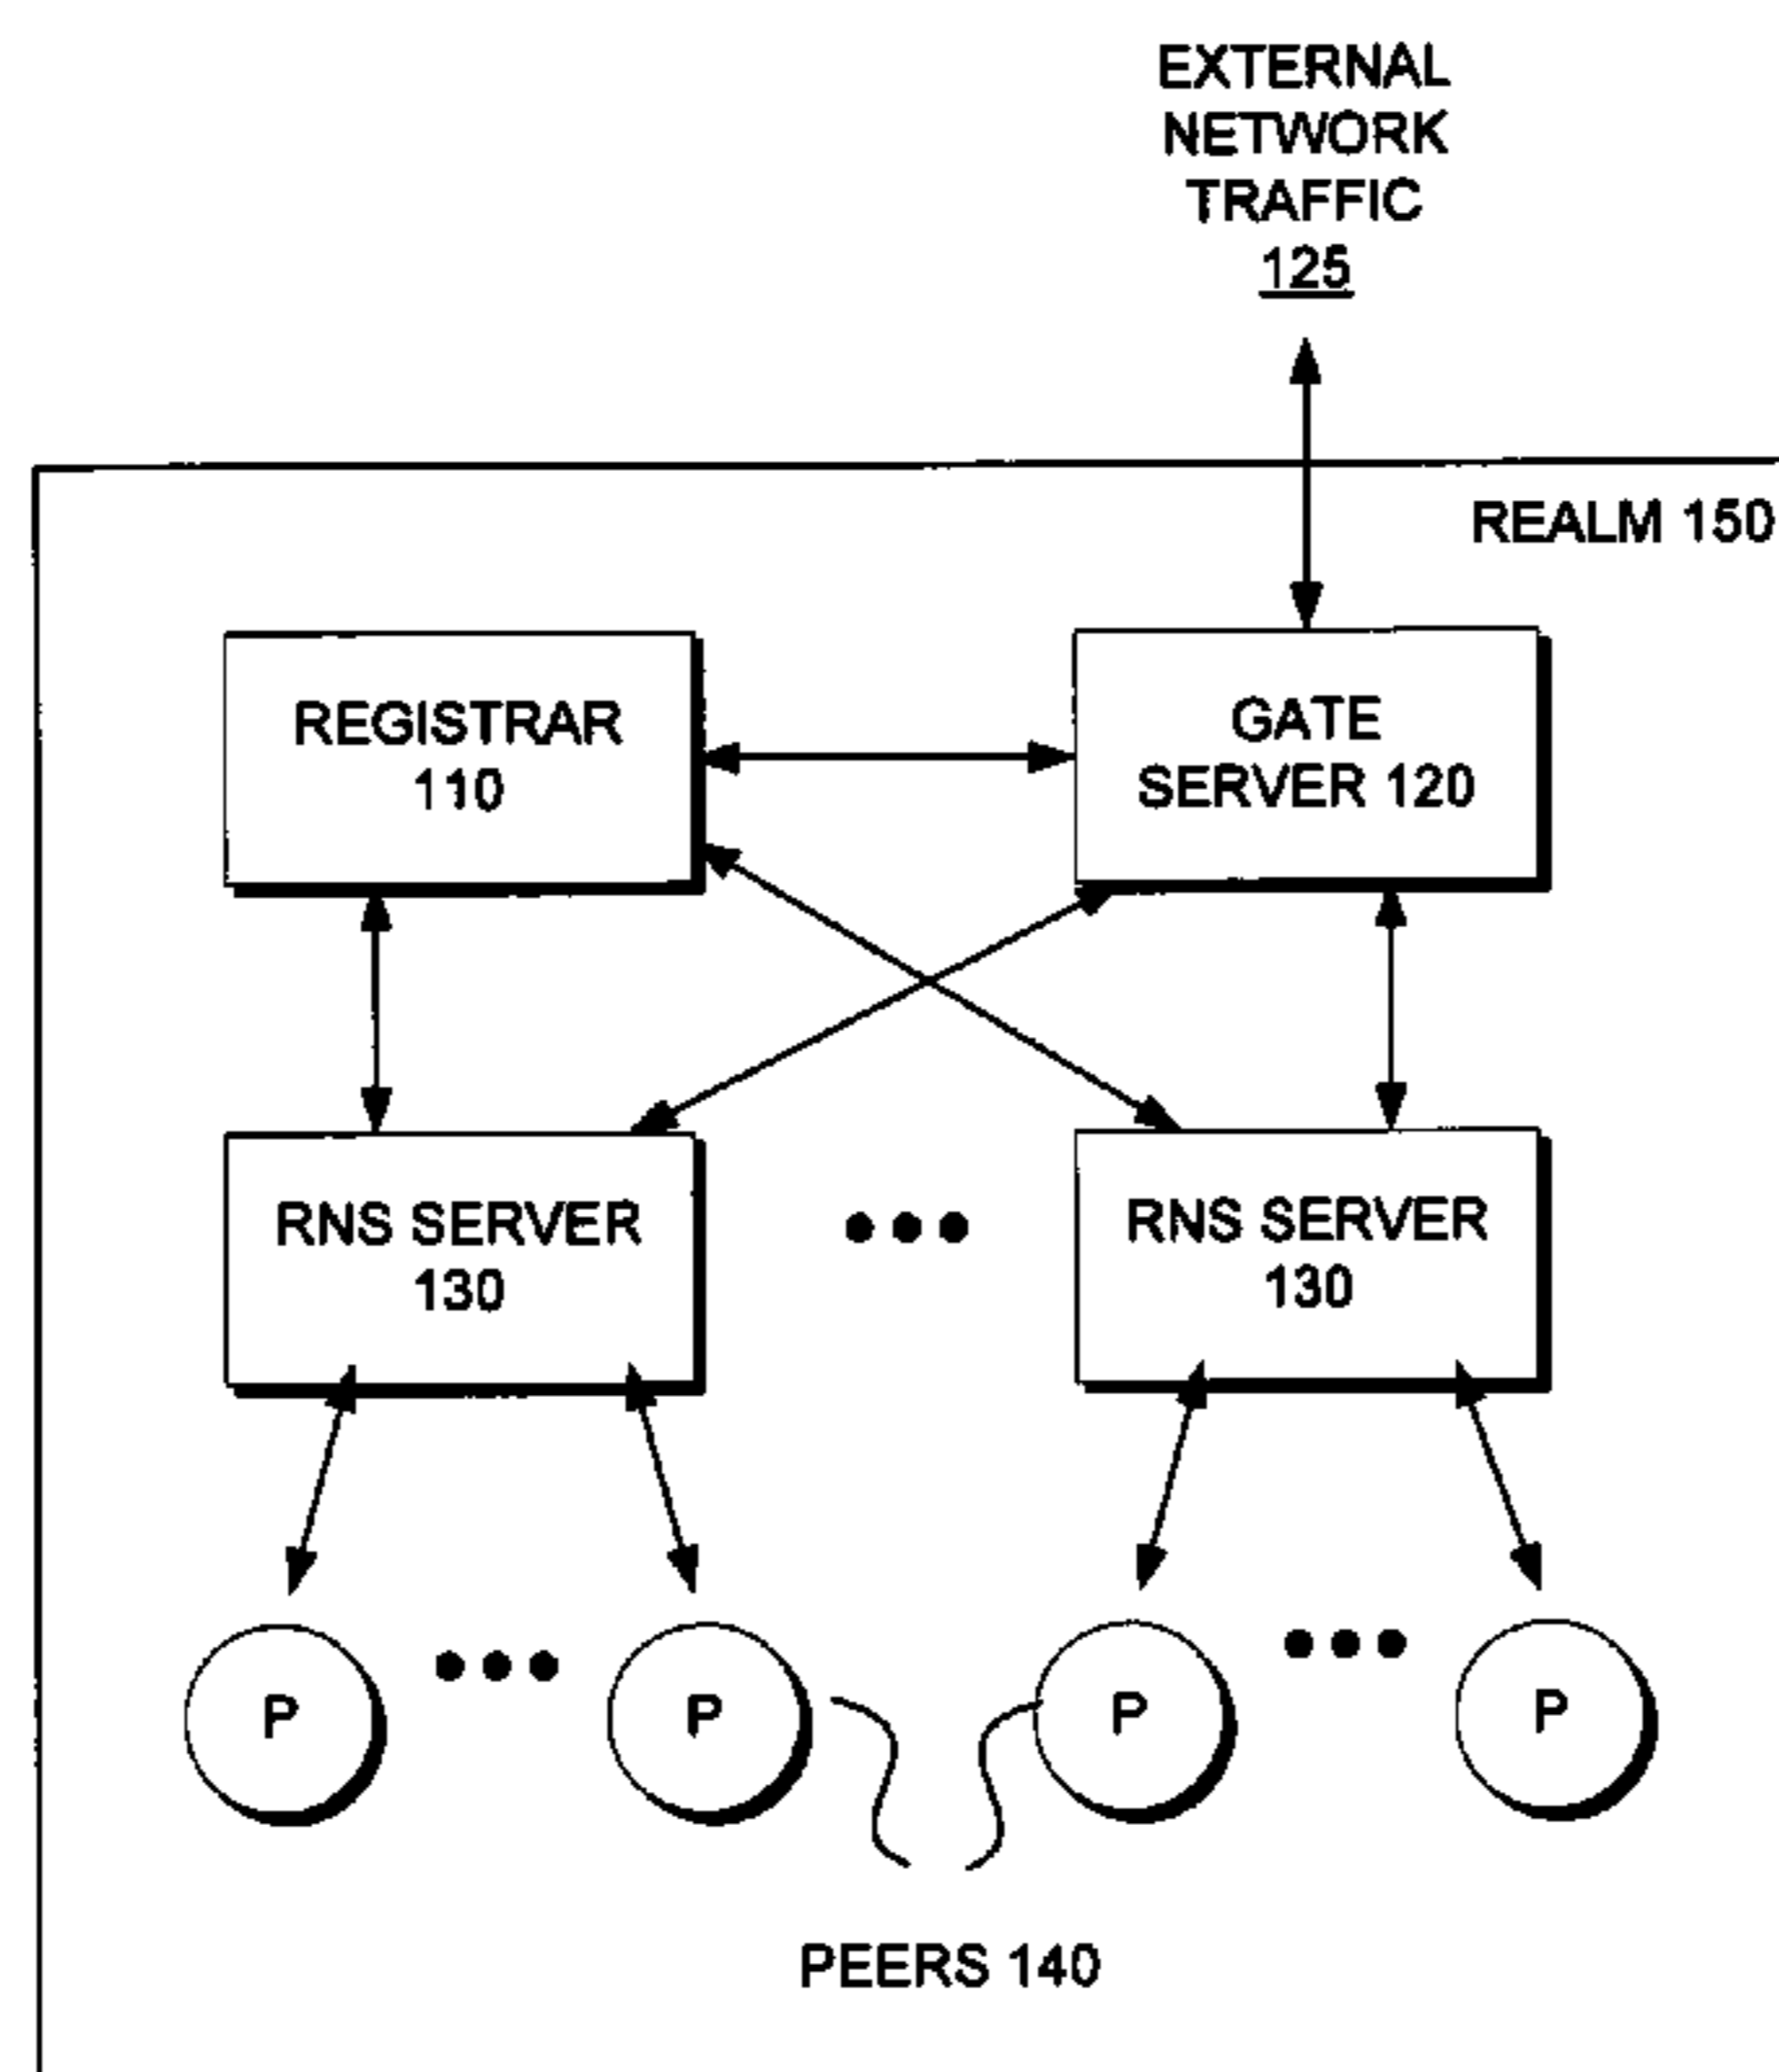 EXTERNAL
NETWORK
TRAFFIC
125
REALM 150
REGISTRAR
110
GATE
SERVER 120
RNS SERVER
130
RNS SERVER
130
P
P
P
P
PEERS 140